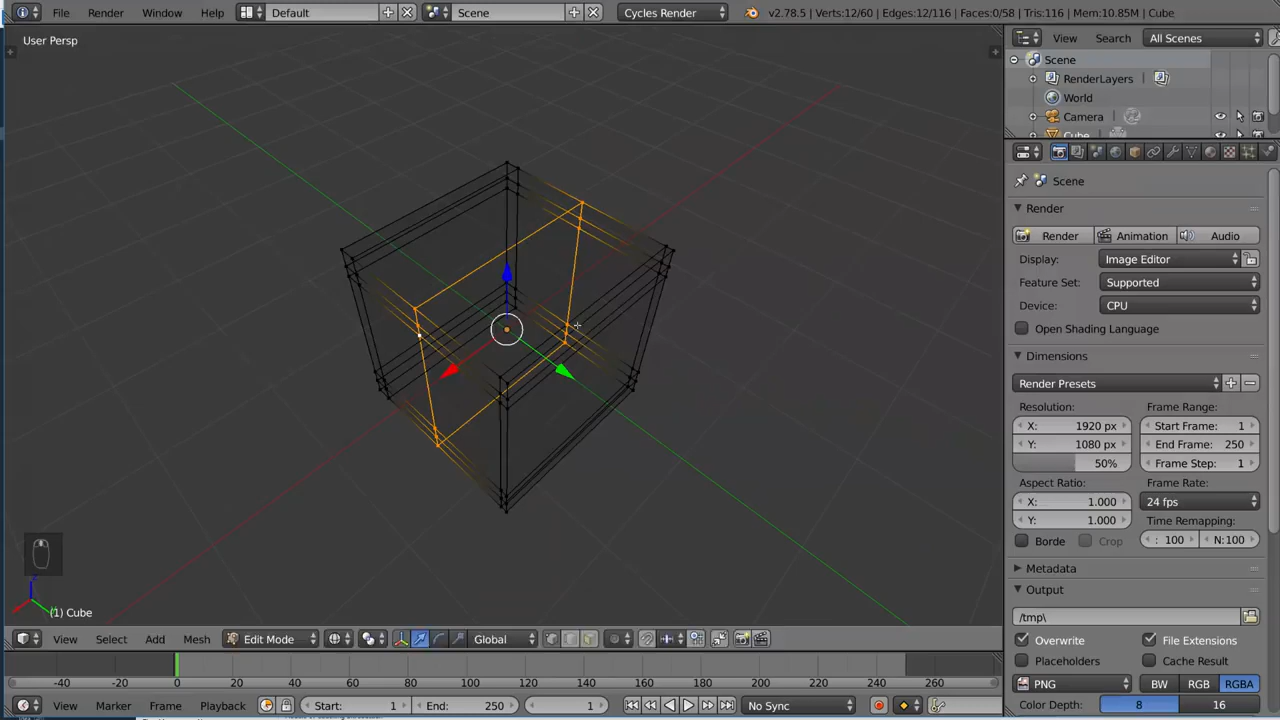 File Render Window Help Default Scene Cycles Render v2.78.5 | Verts:12/60 | Edges:12/116 | Faces:0/58 | Tris:116 | Mem:10.85M | Cube
User Persp
View Search All Scenes
Scene
RenderLayers
World
Camera
Cube
Scene
Render
Render Animation Audio
Display: Image Editor
Feature Set: Supported
Device: CPU
Open Shading Language
Dimensions
Render Presets
Resolution: Frame Range:
X: 1920 px Start Frame: 1
Y: 1080 px End Frame: 250
50% Frame Step: 1
Aspect Ratio: Frame Rate:
X: 1.000 24 fps
Y: 1.000 Time Remapping:
Borde Crop : 100 N:100
Metadata
Output
/tmp\
Overwrite File Extensions
Placeholders Cache Result
PNG BW RGB RGBA
Color Depth: 8 16
z
(1) Cube
View Select Add Mesh Edit Mode Global
-40 -20 0 20 40 60 80 100 120 140 160 180 200 220 240 260
View Marker Frame Playback Start: 1 End: 250 1 No Sync